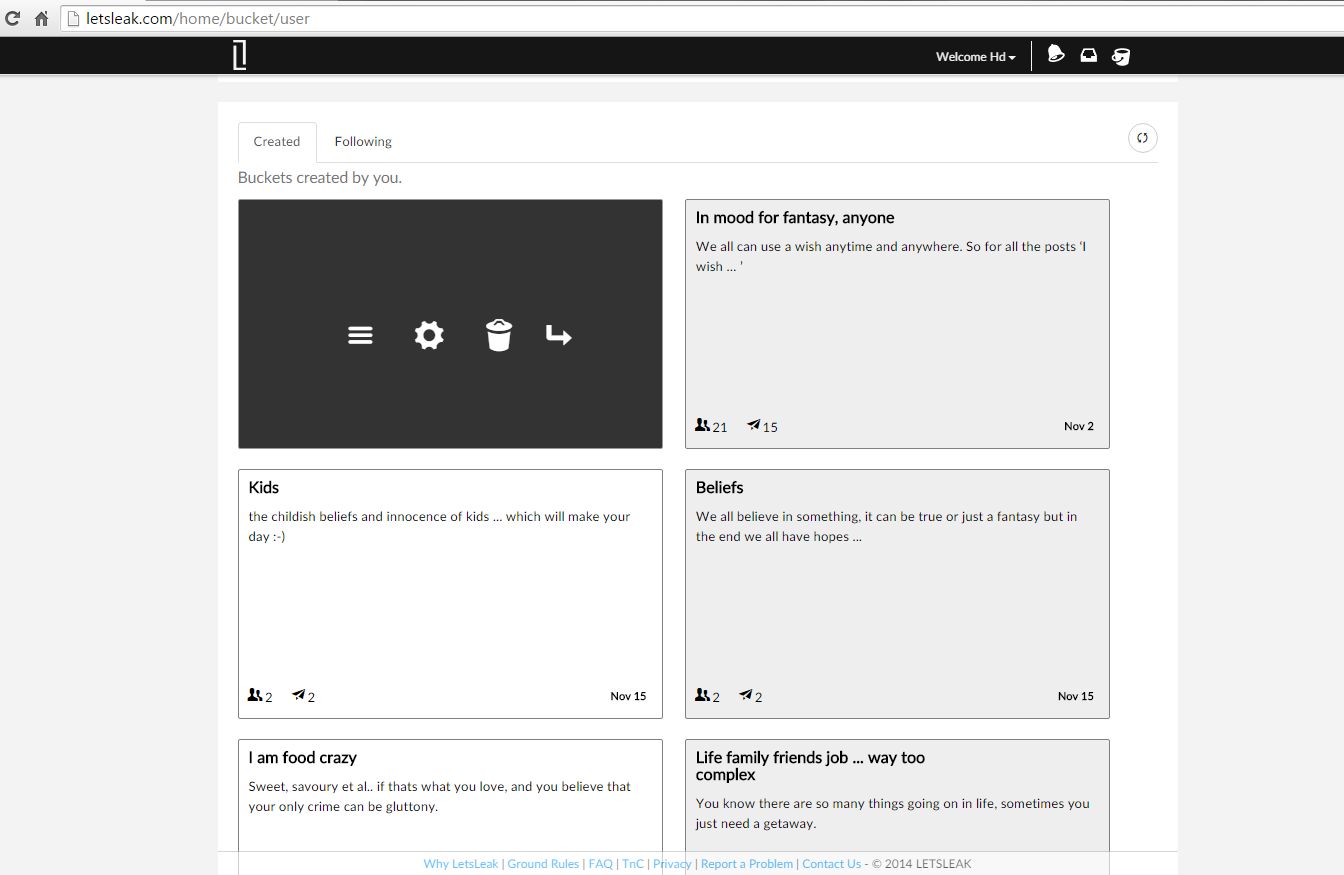 letsleak.com/home/bucket/user
Welcome Hd
Created
Following
Buckets created by you.
In mood for fantasy, anyone
We all can use a wish anytime and anywhere. So for all the posts ‘I
wish ... ’
21
15
Nov 2
Kids
the childish beliefs and innocence of kids ... which will make your
day :-)
2
2
Nov 15
Beliefs
We all believe in something, it can be true or just a fantasy but in
the end we all have hopes ...
2
2
Nov 15
I am food crazy
Sweet, savoury et al.. if thats what you love, and you believe that
your only crime can be gluttony.
Life family friends job ... way too
complex
You know there are so many things going on in life, sometimes you
just need a getaway.
Why LetsLeak | Ground Rules | FAQ | TnC | Privacy | Report a Problem | Contact Us - © 2014 LETSLEAK